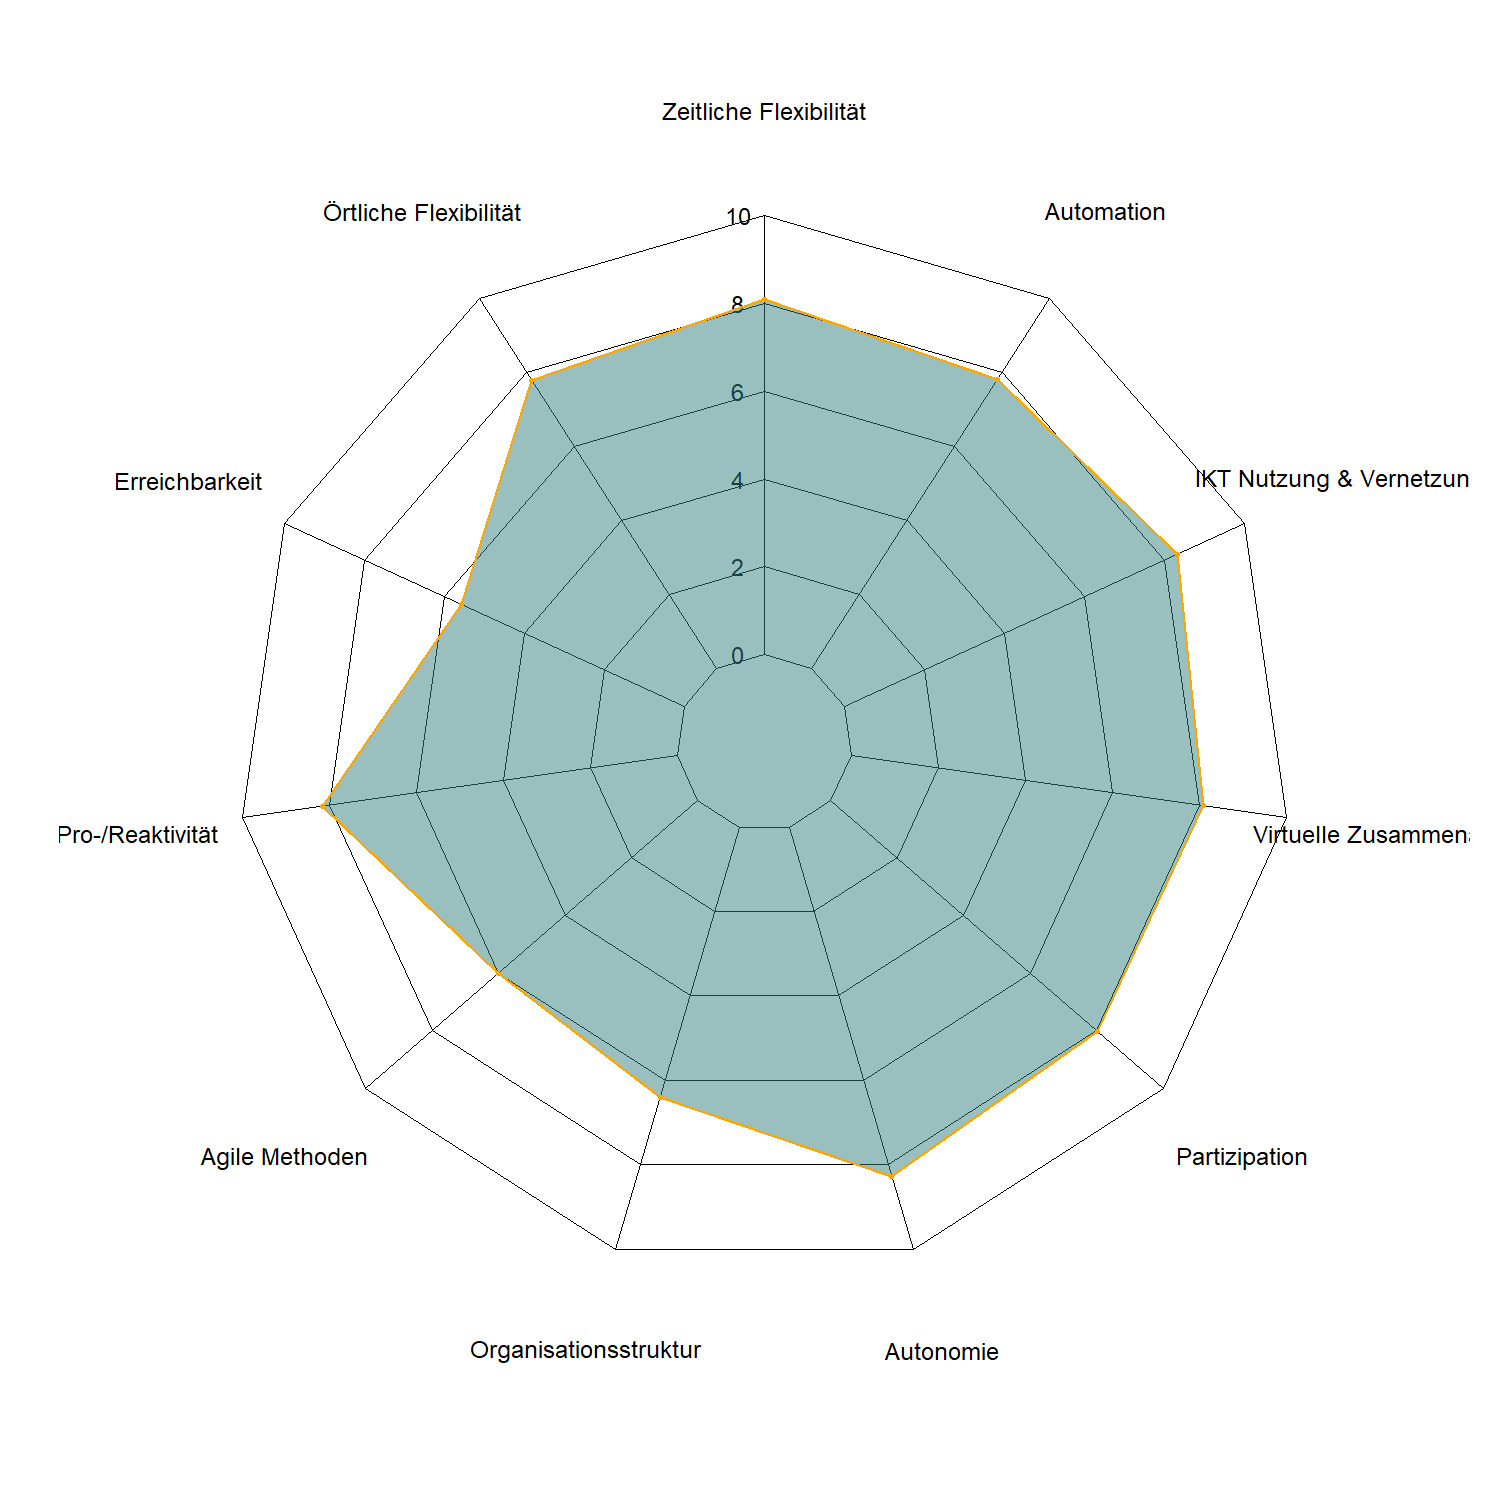 Zeitliche Flexibilität
Örtliche Flexibilität
Automation
10
8
6
4
2
0
Erreichbarkeit
IKT Nutzung & Vernetzun
Pro-/Reaktivität
Virtuelle Zusammena
Agile Methoden
Partizipation
Organisationsstruktur
Autonomie